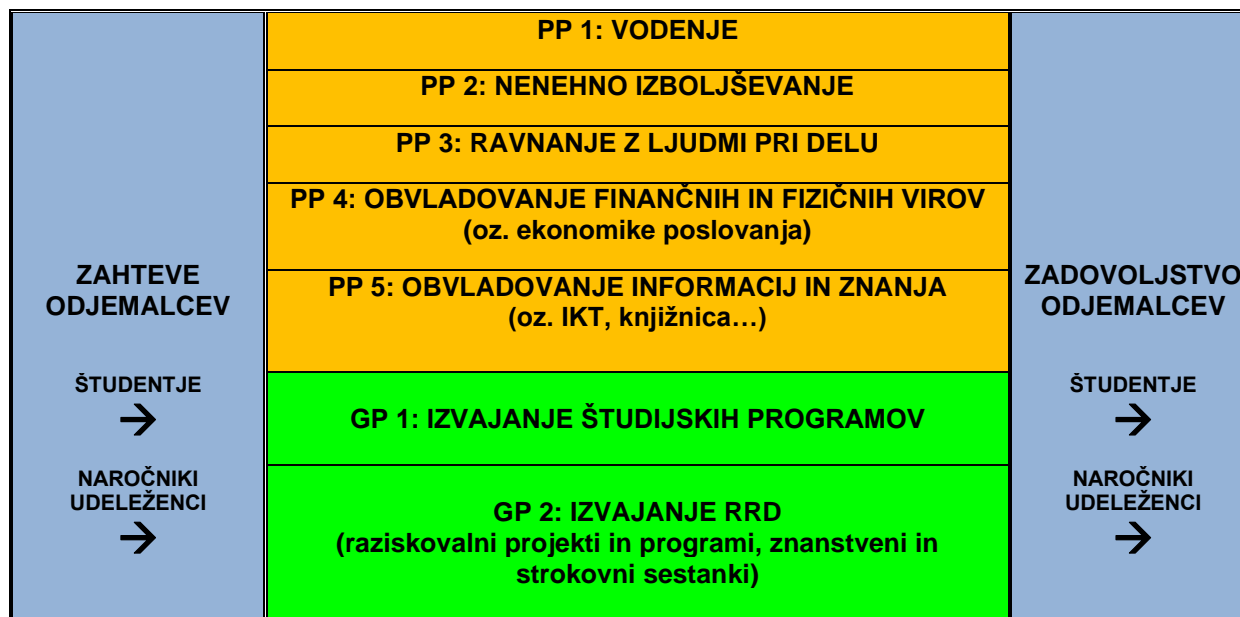 ZAHTEVE
ODJEMALCEV
ŠTUDENTJE
→
NAROČNIKI
UDELEŽENCI
→
PP 1: VODENJE
PP 2: NENEHNO IZBOLJŠEVANJE
PP 3: RAVNANJE Z LJUDMI PRI DELU
PP 4: OBVLADOVANJE FINANČNIH IN FIZIČNIH VIROV
(oz. ekonomike poslovanja)
PP 5: OBVLADOVANJE INFORMACIJ IN ZNANJA
(oz. IKT, knjižnica…)
GP 1: IZVAJANJE ŠTUDIJSKIH PROGRAMOV
GP 2: IZVAJANJE RRD
(raziskovalni projekti in programi, znanstveni in
strokovni sestanki)
ZADOVOLJSTVO
ODJEMALCEV
ŠTUDENTJE
→
NAROČNIKI
UDELEŽENCI
→